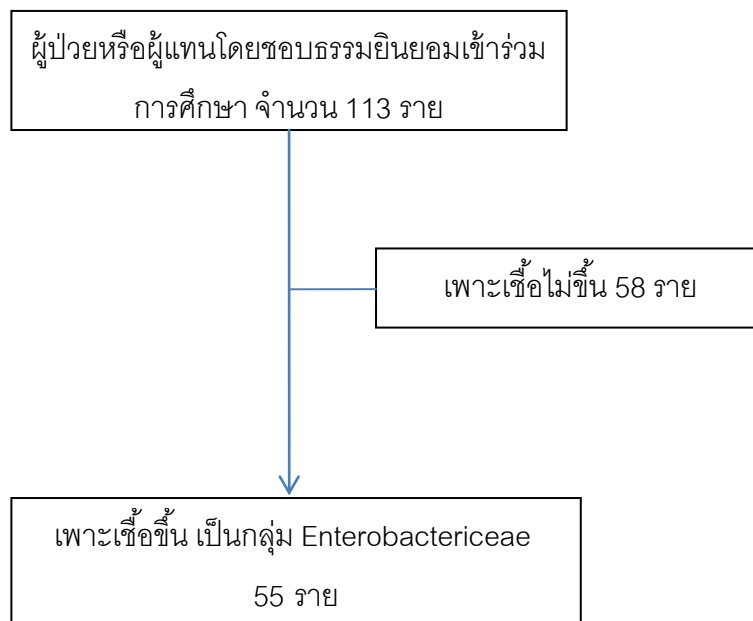 ผู้ป่วยหรือผู้แทนโดยชอบธรรมยินยอมเข้าร่วม
การศึกษา จำนวน 113 ราย
เพาะเชื้อไม่ขึ้น 58 ราย
เพาะเชื้อขึ้น เป็นกลุ่ม Enterobactericeae
55 ราย